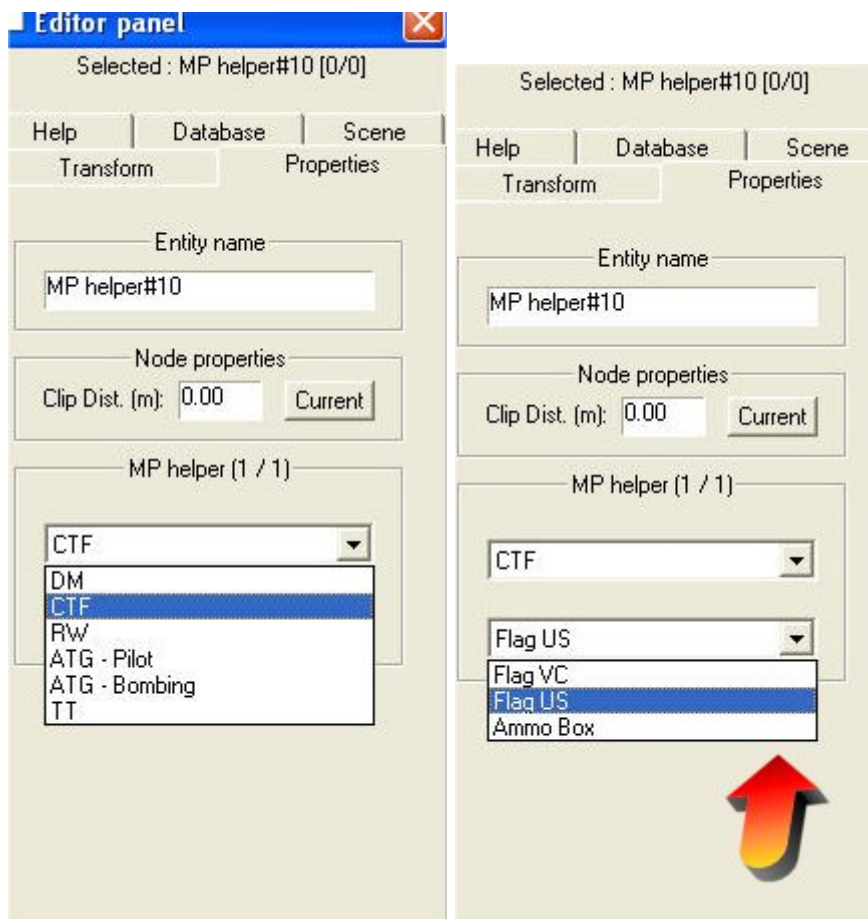 Editor panel
Selected : MP helper#10 [0/0]
Help
Database
Scene
Transform
Properties
Entity name
MP helper#10
Node properties
Clip Dist. (m):
0.00
Current
MP helper (1 / 1)
CTF
DM
CTF
RW
ATG - Pilot
ATG - Bombing
TT
Selected : MP helper#10 [0/0]
Help
Database
Scene
Transform
Properties
Entity name
MP helper#10
Node properties
Clip Dist. (m):
0.00
Current
MP helper (1 / 1)
CTF
Flag US
Flag VC
Flag US
Ammo Box